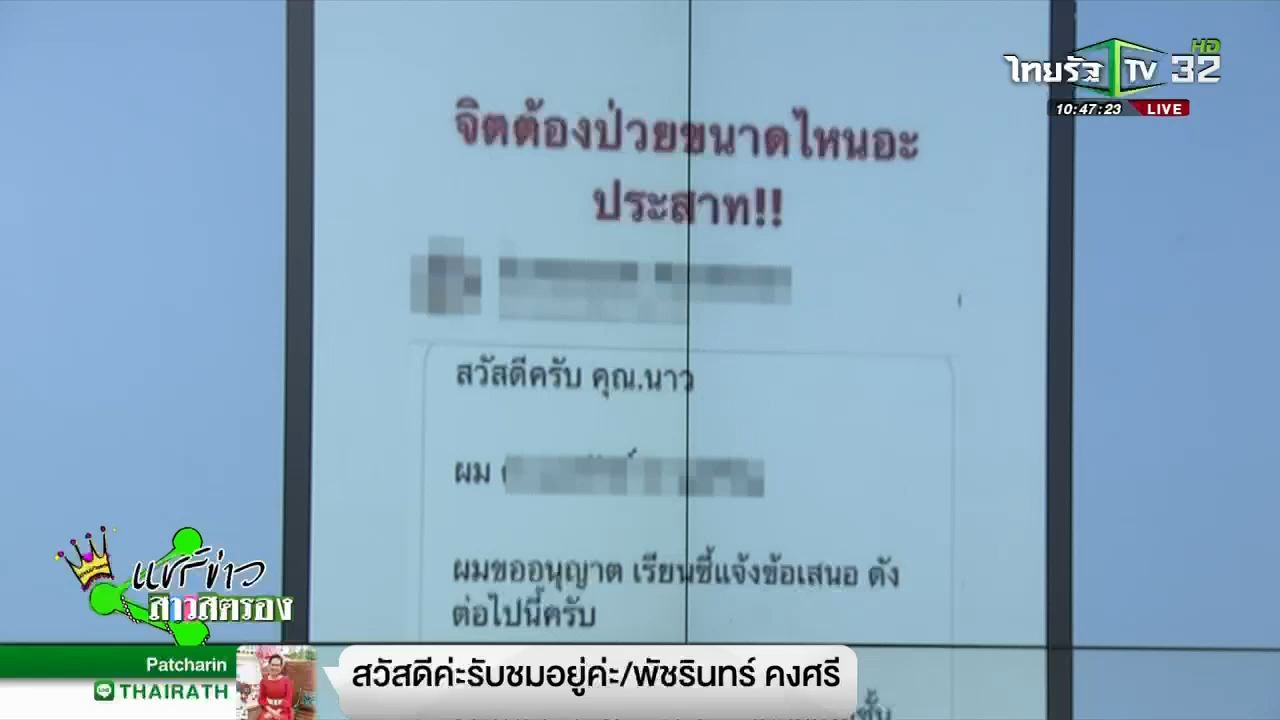 ไทยรัฐ TV HD 32
10:47:23 LIVE
จิตต้องป่วยขนาดไหนอะ
ประสาท!!
สวัสดีครับ คุณ.นาว
ผม
ผมขออนุญาต เรียนชี้แจ้งข้อเสนอ ดัง
ต่อไปนี้ครับ
แชร์ข่าว
สาวสตรอง
Patcharin
LINE THAIRATH
สวัสดีค่ะรับชมอยู่ค่ะ/พัชรินทร์ คงศรี